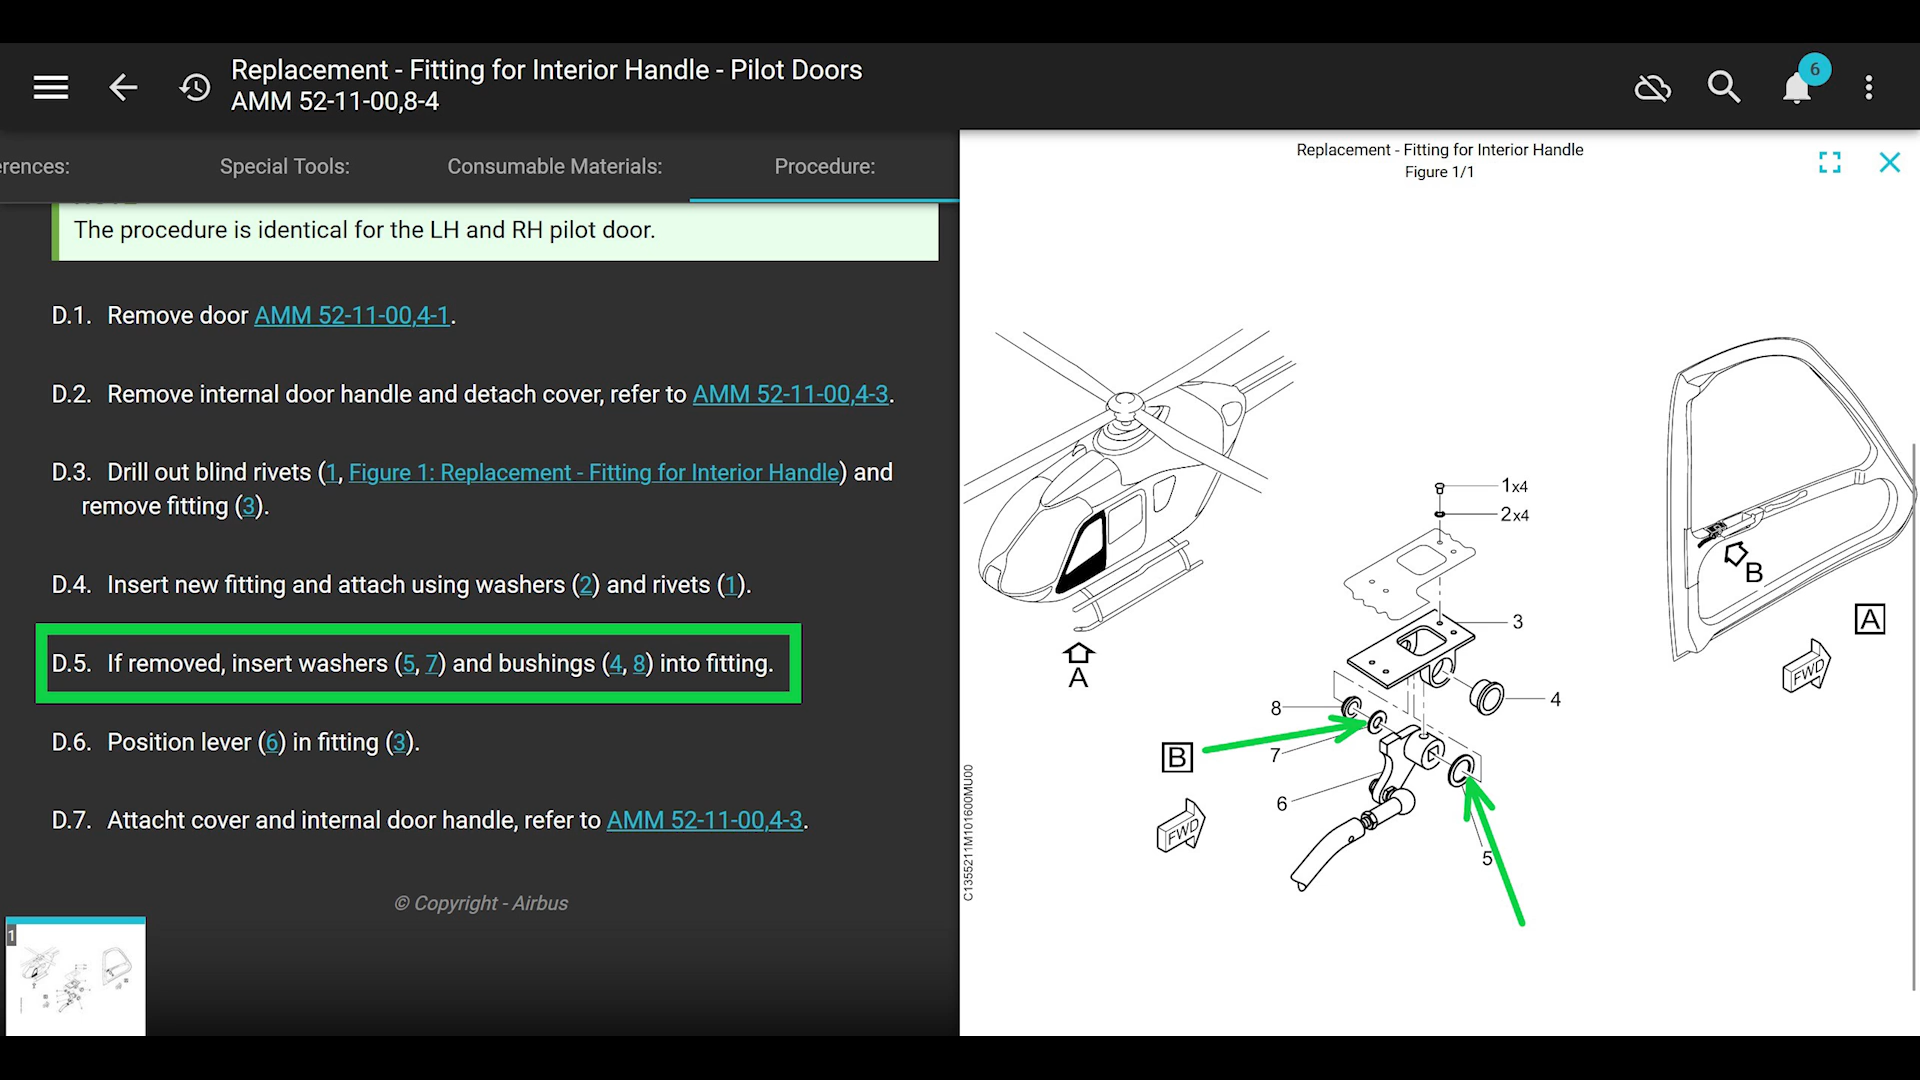 Replacement - Fitting for Interior Handle - Pilot Doors
AMM 52-11-00,8-4
6
erences:
Special Tools:
Consumable Materials:
Procedure:
The procedure is identical for the LH and RH pilot door.
D.1. Remove door AMM 52-11-00,4-1.
D.2. Remove internal door handle and detach cover, refer to AMM 52-11-00,4-3.
D.3. Drill out blind rivets (1, Figure 1: Replacement - Fitting for Interior Handle) and
remove fitting (3).
D.4. Insert new fitting and attach using washers (2) and rivets (1).
D.5. If removed, insert washers (5, 7) and bushings (4, 8) into fitting.
D.6. Position lever (6) in fitting (3).
D.7. Attacht cover and internal door handle, refer to AMM 52-11-00,4-3.
© Copyright - Airbus
1
Replacement - Fitting for Interior Handle
Figure 1/1
1x4
2x4
3
4
8
7
6
5
A
B
B
A
FWD
FWD
C1355211M101600MU00